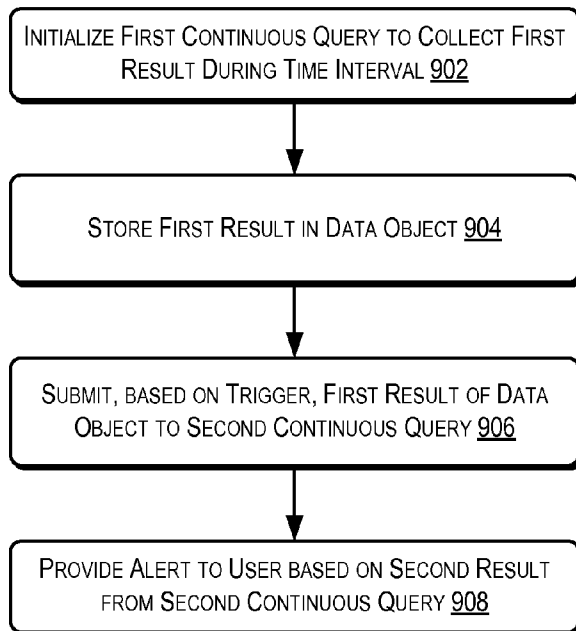 INITIALIZE FIRST CONTINUOUS QUERY TO COLLECT FIRST
RESULT DURING TIME INTERVAL 902
STORE FIRST RESULT IN DATA OBJECT 904
SUBMIT, BASED ON TRIGGER, FIRST RESULT OF DATA
OBJECT TO SECOND CONTINUOUS QUERY 906
PROVIDE ALERT TO USER BASED ON SECOND RESULT
FROM SECOND CONTINUOUS QUERY 908